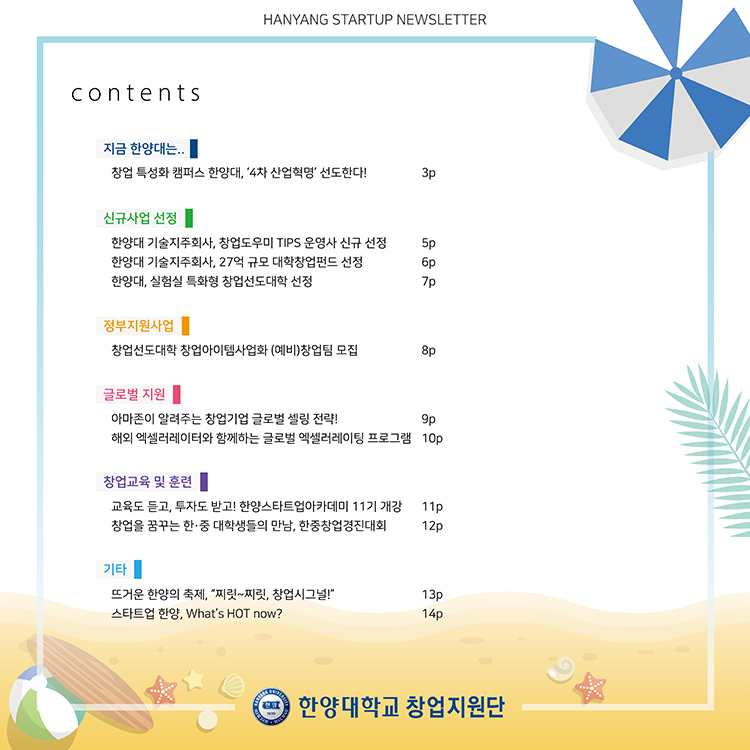 HANYANG STARTUP NEWSLETTER
contents
지금 한양대는..
창업 특성화 캠퍼스 한양대, ‘4차 산업혁명’ 선도한다! 3p
신규사업 선정
한양대 기술지주회사, 창업도우미 TIPS 운영사 신규 선정 5p
한양대 기술지주회사, 27억 규모 대학창업펀드 선정 6p
한양대, 실험실 특화형 창업선도대학 선정 7p
정부지원사업
창업선도대학 창업아이템사업화 (예비)창업팀 모집 8p
글로벌 지원
아마존이 알려주는 창업기업 글로벌 셀링 전략! 9p
해외 엑셀러레이터와 함께하는 글로벌 엑셀러레이팅 프로그램 10p
창업교육 및 훈련
교육도 듣고, 투자도 받고! 한양스타트업아카데미 11기 개강 11p
창업을 꿈꾸는 한·중 대학생들의 만남, 한중창업경진대회 12p
기타
뜨거운 한양의 축제, “찌릿~찌릿, 창업시그널!” 13p
스타트업 한양, What’s HOT now? 14p
한양대학교 창업지원단